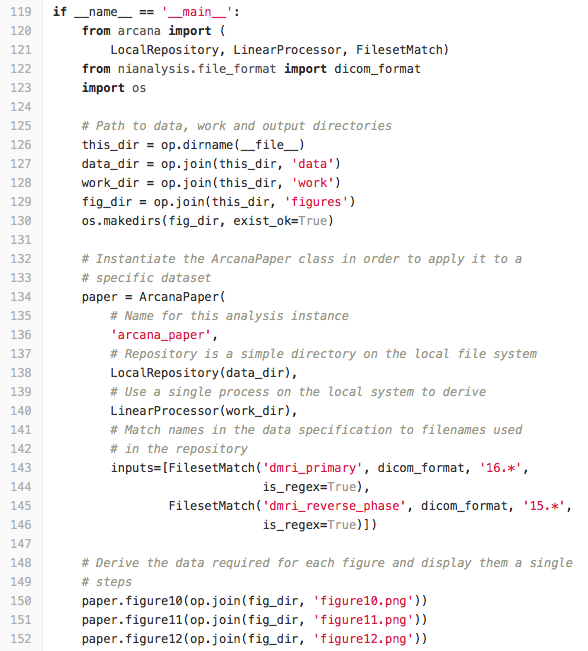 119 if __name__ == '__main__':
120     from arcana import (
121         LocalRepository, LinearProcessor, FilesetMatch)
122     from nianalysis.file_format import dicom_format
123     import os
124
125     # Path to data, work and output directories
126     this_dir = op.dirname(__file__)
127     data_dir = op.join(this_dir, 'data')
128     work_dir = op.join(this_dir, 'work')
129     fig_dir = op.join(this_dir, 'figures')
130     os.makedirs(fig_dir, exist_ok=True)
131
132     # Instantiate the ArcanaPaper class in order to apply it to a
133     # specific dataset
134     paper = ArcanaPaper(
135         # Name for this analysis instance
136         'arcana_paper',
137         # Repository is a simple directory on the local file system
138         LocalRepository(data_dir),
139         # Use a single process on the local system to derive
140         LinearProcessor(work_dir),
141         # Match names in the data specification to filenames used
142         # in the repository
143         inputs=[FilesetMatch('dmri_primary', dicom_format, '16.*',
144                              is_regex=True),
145                 FilesetMatch('dmri_reverse_phase', dicom_format, '15.*',
146                              is_regex=True)])
147
148     # Derive the data required for each figure and display them a single
149     # steps
150     paper.figure10(op.join(fig_dir, 'figure10.png'))
151     paper.figure11(op.join(fig_dir, 'figure11.png'))
152     paper.figure12(op.join(fig_dir, 'figure12.png'))